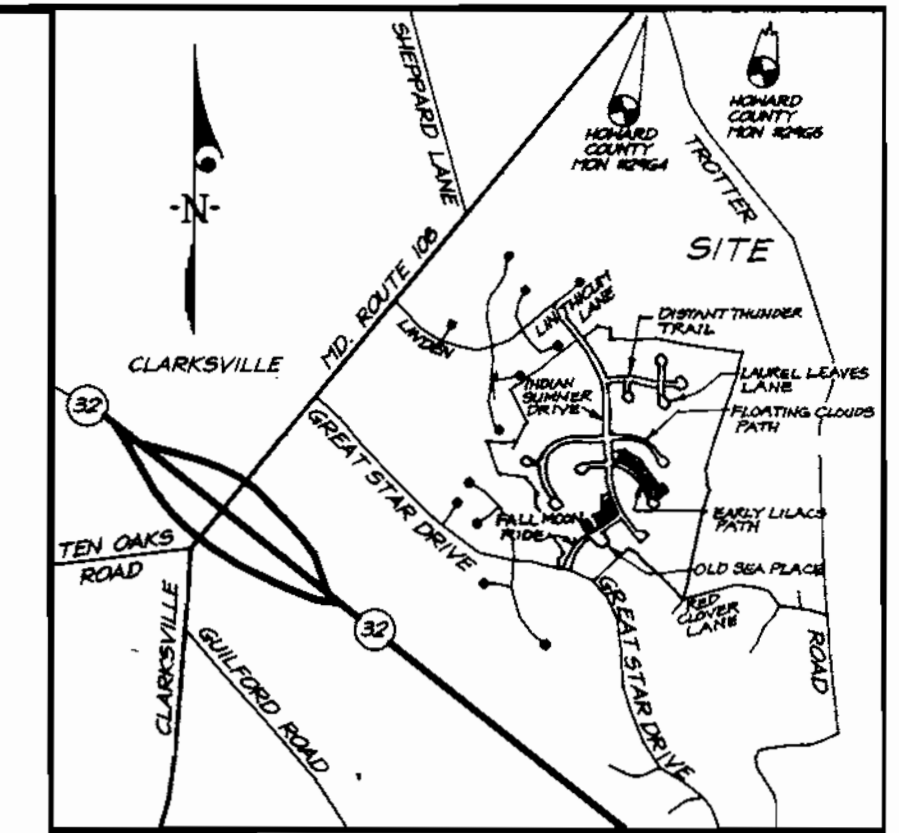 SHEPPARD LANE
HOWARD
COUNTY
MON #29G4
HOWARD
COUNTY
MON #29G5
TROTTER
-N-
SITE
MD. ROUTE 108
LINTHICUM
LANE
DISTANT THUNDER
TRAIL
LINDEN
CLARKSVILLE
LAUREL LEAVES
LANE
INDIAN
SUMMER
DRIVE
FLOATING CLOUDS
PATH
32
GREAT STAR DRIVE
EARLY LILACS
PATH
FALL MOON
RIDE
TEN OAKS
ROAD
OLD SEA PLACE
RED
CLOVER
LANE
32
CLARKSVILLE
GUILFORD ROAD
GREAT STAR DRIVE
ROAD